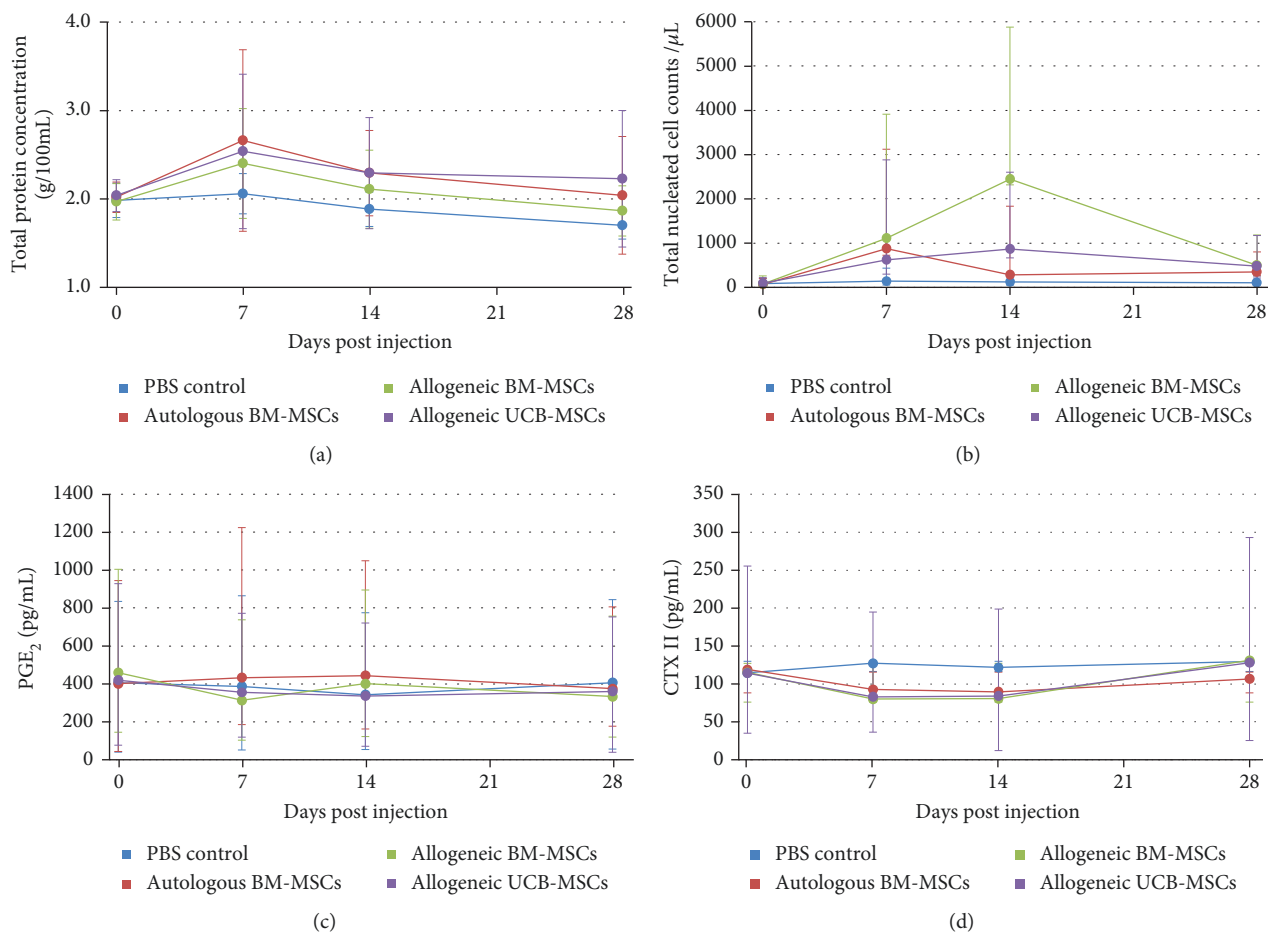 4.0
3.0
2.0
1.0
Total protein concentration
(g/100mL)
0 7 14 21 28
Days post injection
PBS control
Autologous BM-MSCs
Allogeneic BM-MSCs
Allogeneic UCB-MSCs
(a)
6000
5000
4000
3000
2000
1000
0
Total nucleated cell counts /μL
0 7 14 21 28
Days post injection
PBS control
Autologous BM-MSCs
Allogeneic BM-MSCs
Allogeneic UCB-MSCs
(b)
1400
1200
1000
800
600
400
200
0
PGE₂ (pg/mL)
0 7 14 21 28
Days post injection
PBS control
Autologous BM-MSCs
Allogeneic BM-MSCs
Allogeneic UCB-MSCs
(c)
350
300
250
200
150
100
50
0
CTX II (pg/mL)
0 7 14 21 28
Days post injection
PBS control
Autologous BM-MSCs
Allogeneic BM-MSCs
Allogeneic UCB-MSCs
(d)